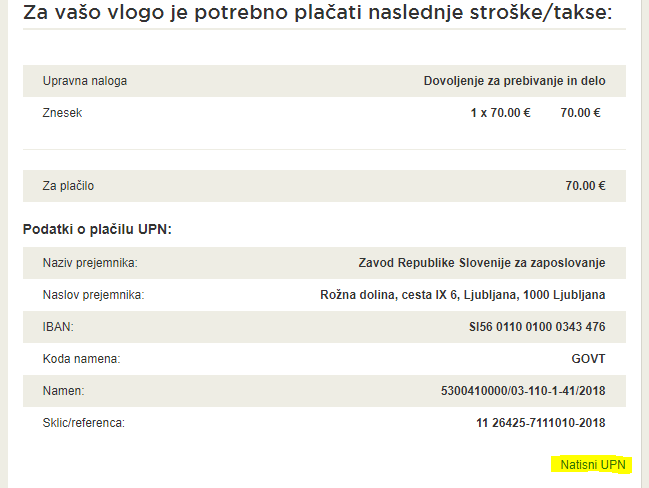 Za vašo vlogo je potrebno plačati naslednje stroške/takse:
Upravna naloga Dovoljenje za prebivanje in delo
Znesek 1 x 70.00 € 70.00 €
Za plačilo 70.00 €
Podatki o plačilu UPN:
Naziv prejemnika: Zavod Republike Slovenije za zaposlovanje
Naslov prejemnika: Rožna dolina, cesta IX 6, Ljubljana, 1000 Ljubljana
IBAN: SI56 0110 0100 0343 476
Koda namena: GOVT
Namen: 5300410000/03-110-1-41/2018
Sklic/referenca: 11 26425-7111010-2018
Natisni UPN